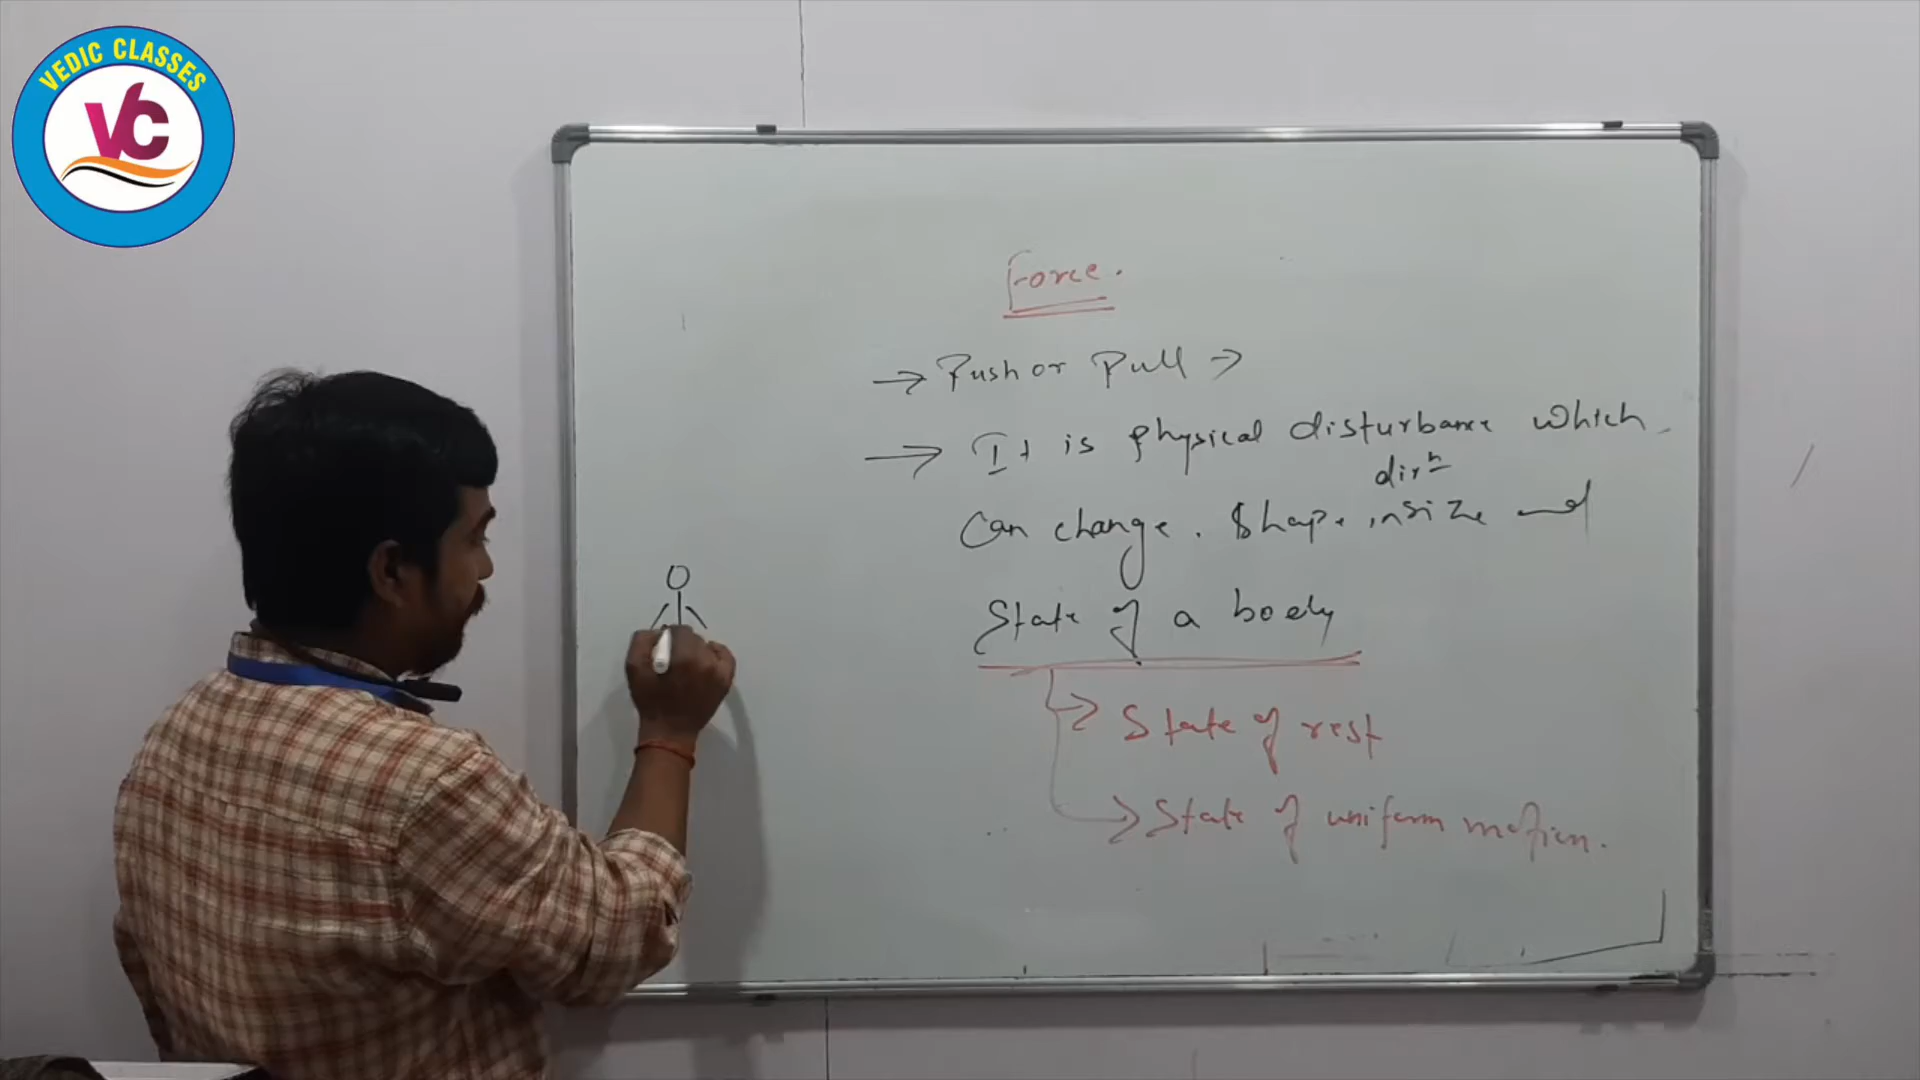 VEDIC CLASSES
VC
Force.
→ Push or Pull →
→ It is physical disturbance which
dirⁿ
Can change. Shape, size and
State of a body
→ State of rest
→ State of uniform motion.